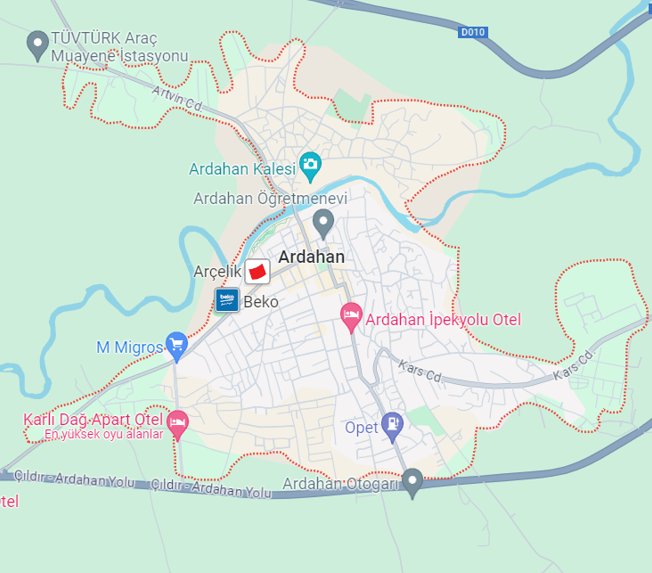 D010
TÜVTÜRK Araç
Muayene İstasyonu
Artvin Cd
Ardahan Kalesi
Ardahan Öğretmenevi
Ardahan
Arçelik
beko
Beko
Ardahan İpekyolu Otel
M Migros
Kars Cd
Kars Cd.
Karlı Dağ Apart Otel
En yüksek oyu alanlar
Opet
Çıldır - Ardahan Yolu
Çıldır - Ardahan Yolu
Ardahan Otogarı
Otel